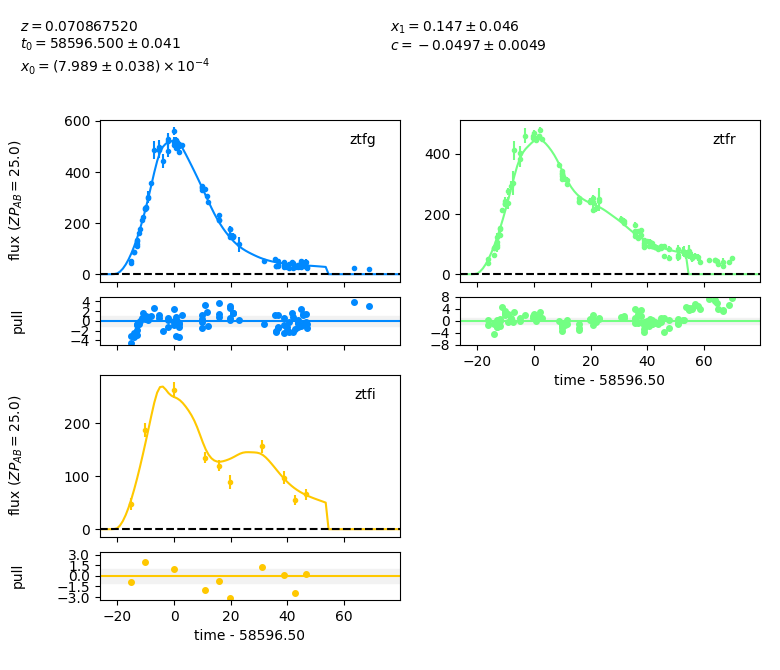 z = 0.070867520
t₀ = 58596.500 ± 0.041
x₀ = (7.989 ± 0.038) × 10⁻⁴
x₁ = 0.147 ± 0.046
c = −0.0497 ± 0.0049
flux (ZP_AB = 25.0)
600
400
200
0
ztfg
400
200
0
ztfr
pull
4
2
0
−2
−4
8
4
0
−4
−8
−20
0
20
40
60
time - 58596.50
flux (ZP_AB = 25.0)
200
100
0
ztfi
pull
3.0
1.5
0.0
−1.5
−3.0
−20
0
20
40
60
time - 58596.50